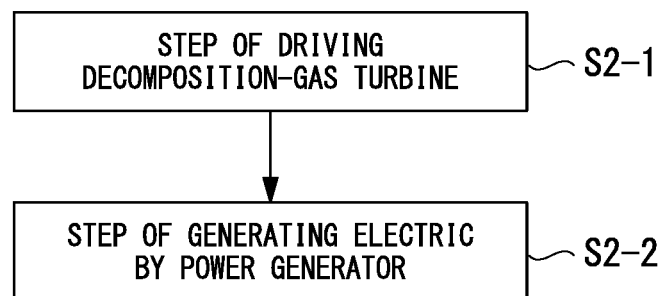 STEP OF DRIVING
DECOMPOSITION-GAS TURBINE
S2-1
STEP OF GENERATING ELECTRIC
BY POWER GENERATOR
S2-2